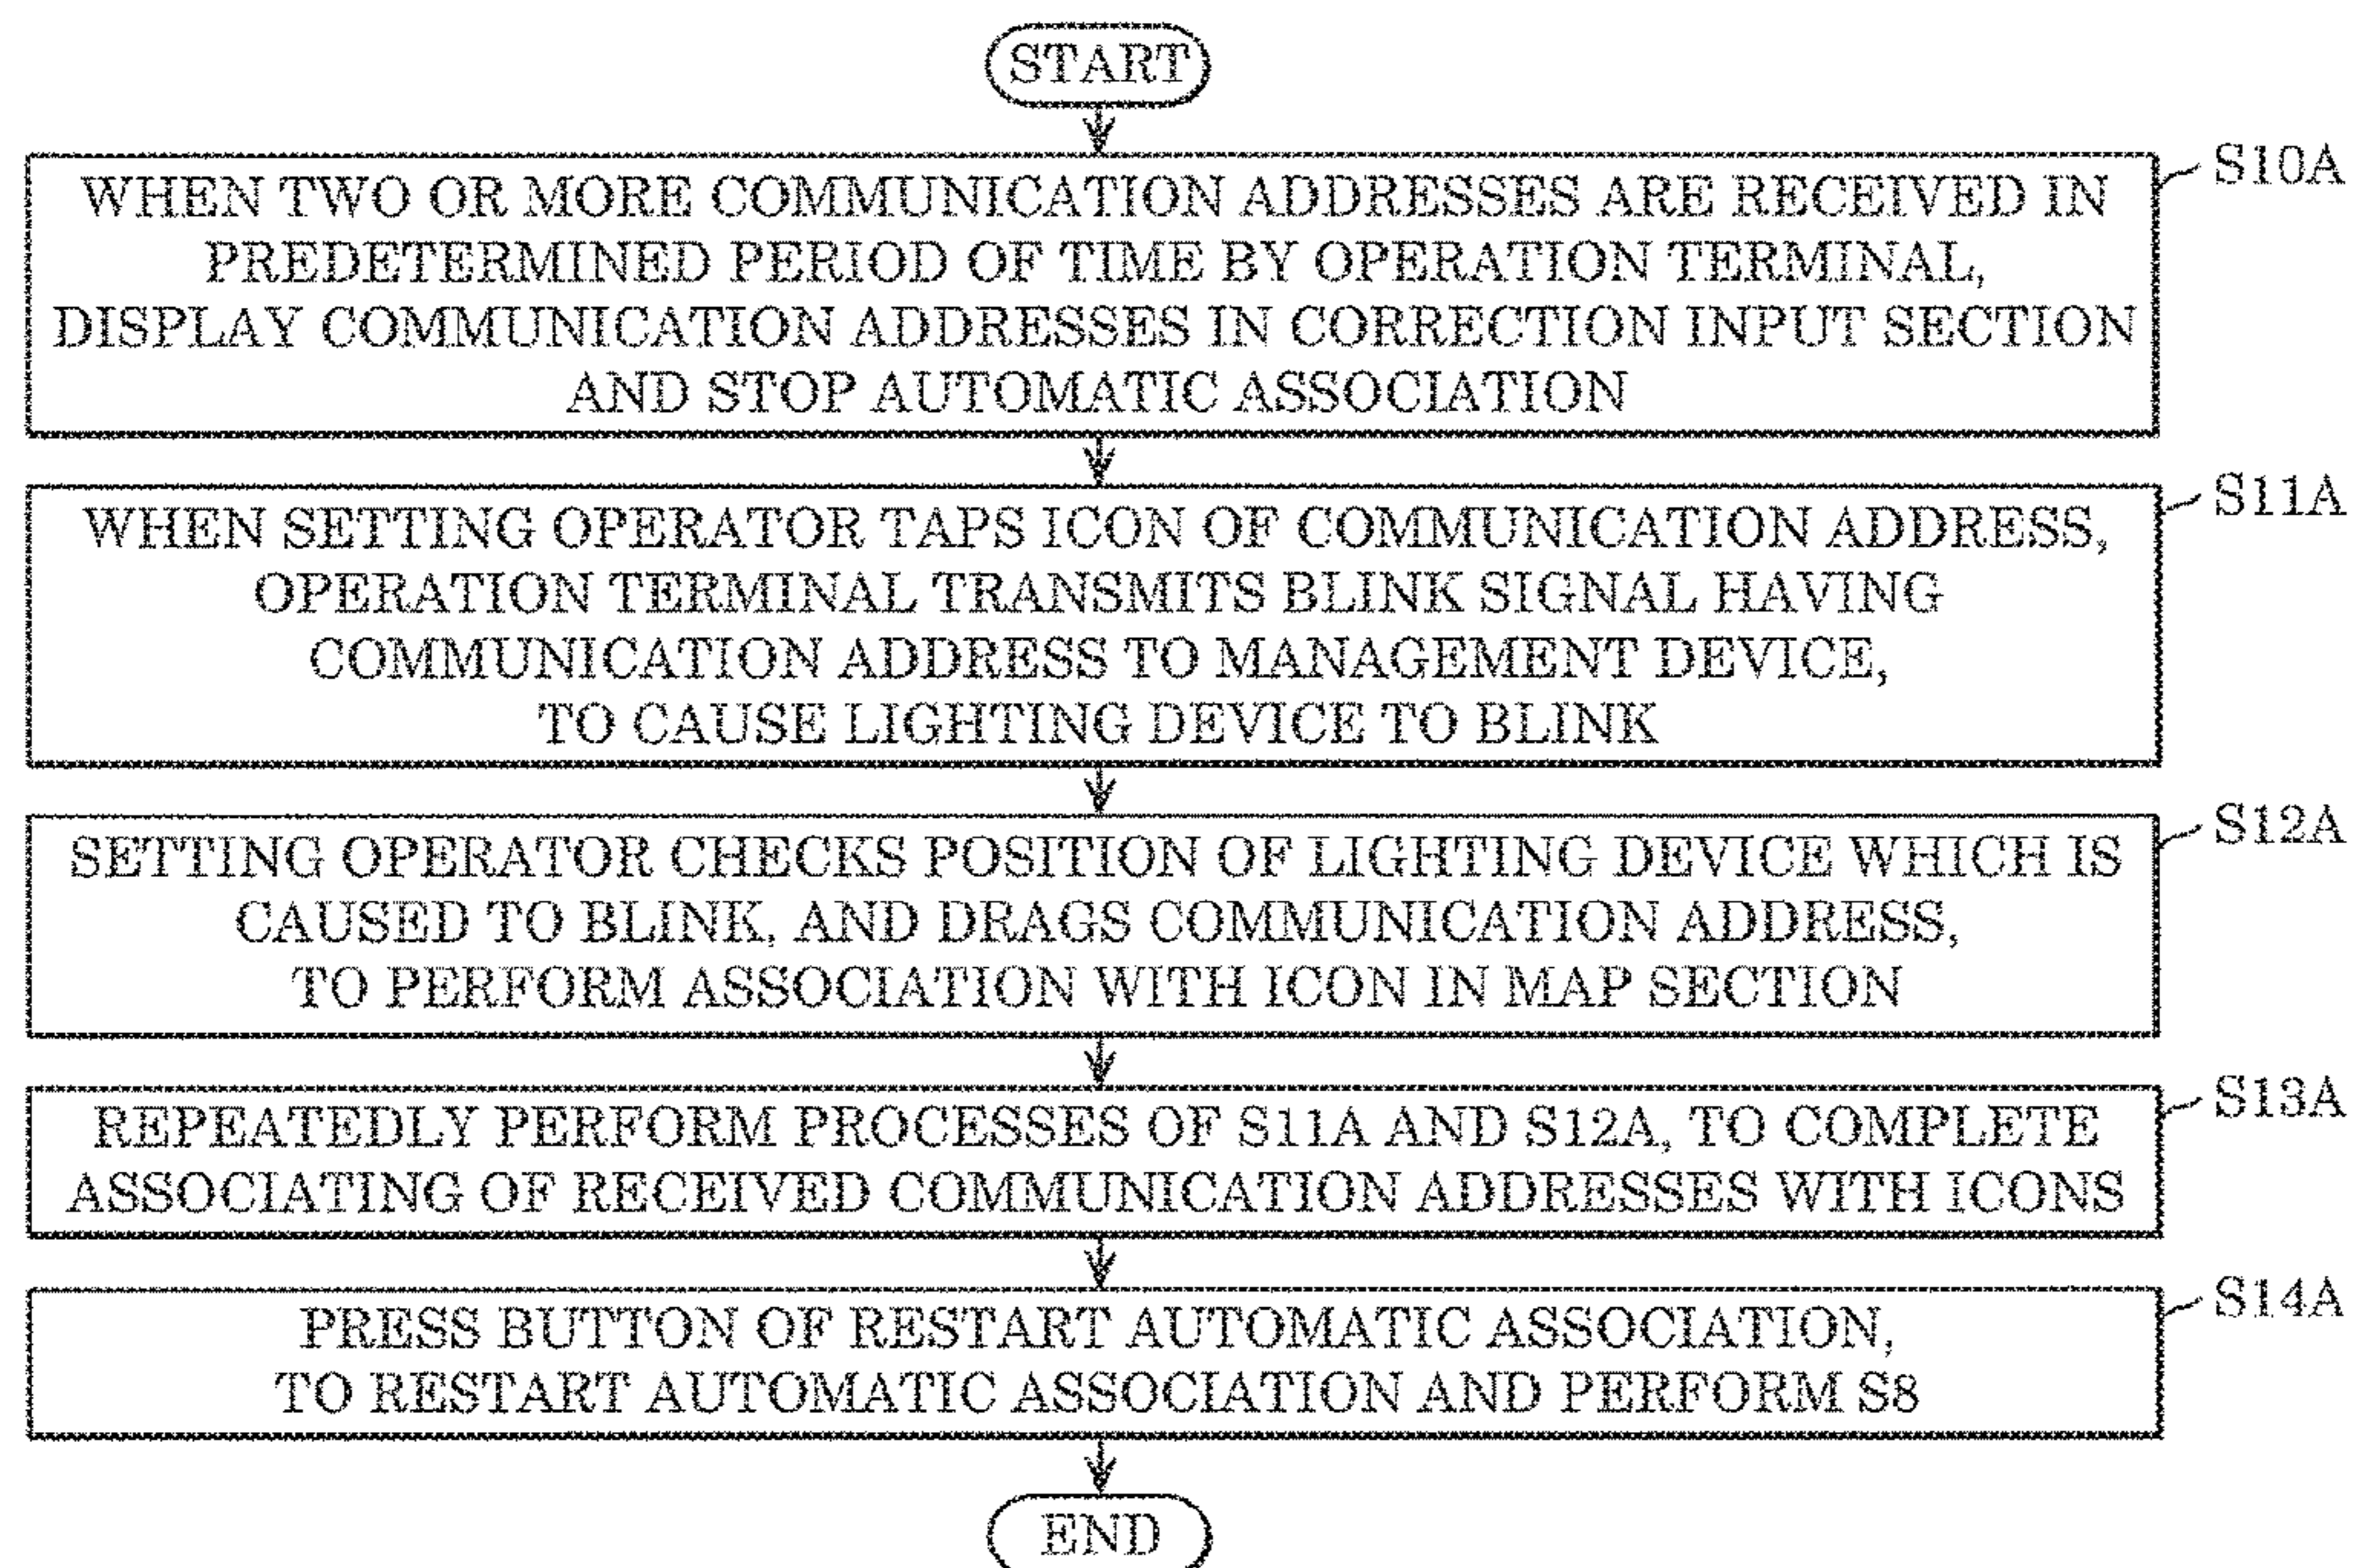 START
S10A
WHEN TWO OR MORE COMMUNICATION ADDRESSES ARE RECEIVED IN
PREDETERMINED PERIOD OF TIME BY OPERATION TERMINAL,
DISPLAY COMMUNICATION ADDRESSES IN CORRECTION INPUT SECTION
AND STOP AUTOMATIC ASSOCIATION
S11A
WHEN SETTING OPERATOR TAPS ICON OF COMMUNICATION ADDRESS,
OPERATION TERMINAL TRANSMITS BLINK SIGNAL HAVING
COMMUNICATION ADDRESS TO MANAGEMENT DEVICE,
TO CAUSE LIGHTING DEVICE TO BLINK
S12A
SETTING OPERATOR CHECKS POSITION OF LIGHTING DEVICE WHICH IS
CAUSED TO BLINK, AND DRAGS COMMUNICATION ADDRESS,
TO PERFORM ASSOCIATION WITH ICON IN MAP SECTION
S13A
REPEATEDLY PERFORM PROCESSES OF S11A AND S12A, TO COMPLETE
ASSOCIATING OF RECEIVED COMMUNICATION ADDRESSES WITH ICONS
S14A
PRESS BUTTON OF RESTART AUTOMATIC ASSOCIATION,
TO RESTART AUTOMATIC ASSOCIATION AND PERFORM S8
END